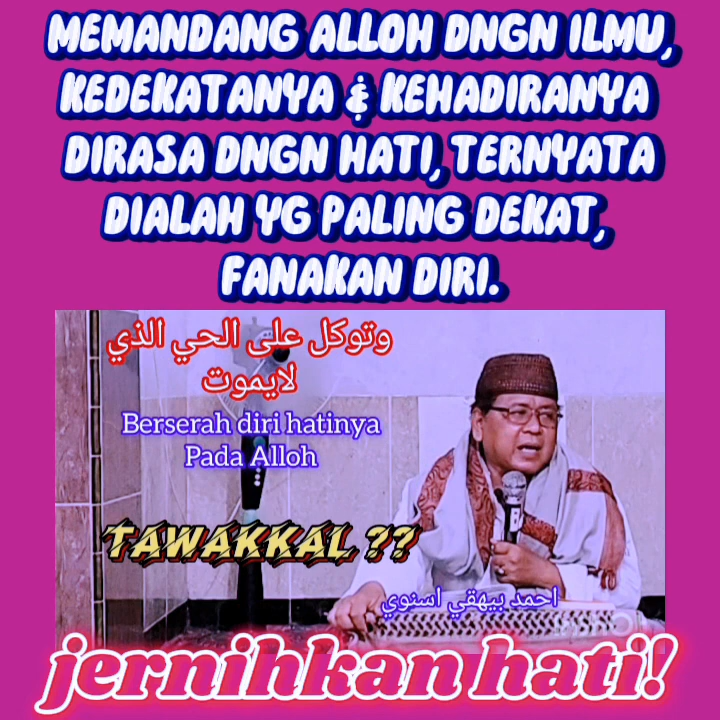 MEMANDANG ALLOH DNGN ILMU,
KEDEKATANYA & KEHADIRANYA
DIRASA DNGN HATI, TERNYATA
DIALAH YG PALING DEKAT,
FANAKAN DIRI.
وتوكل على الحي الذي
لايموت
Berserah diri hatinya
Pada Alloh
TAWAKKAL ??
احمد بيهقي اسنوي
jernihkan hati!